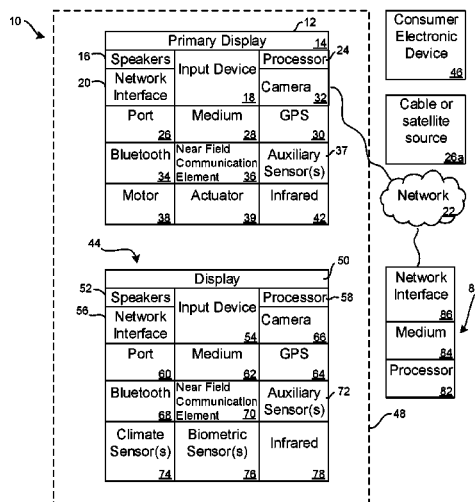 10
12
Primary Display
14
16
Speakers
Input Device
18
Processor
24
20
Network
Interface
Camera
32
Port
26
Medium
28
GPS
30
Bluetooth
34
Near Field
Communication
Element
36
Auxiliary
Sensor(s)
37
Motor
38
Actuator
39
Infrared
42
44
50
Display
52
Speakers
Input Device
54
Processor
58
56
Network
Interface
Camera
66
Port
60
Medium
62
GPS
64
Bluetooth
68
Near Field
Communication
Element
70
Auxiliary
Sensor(s)
72
Climate
Sensor(s)
74
Biometric
Sensor(s)
76
Infrared
78
48
Consumer
Electronic
Device
46
Cable or
satellite
source
26a
Network
22
Network
Interface
86
Medium
84
Processor
82
8